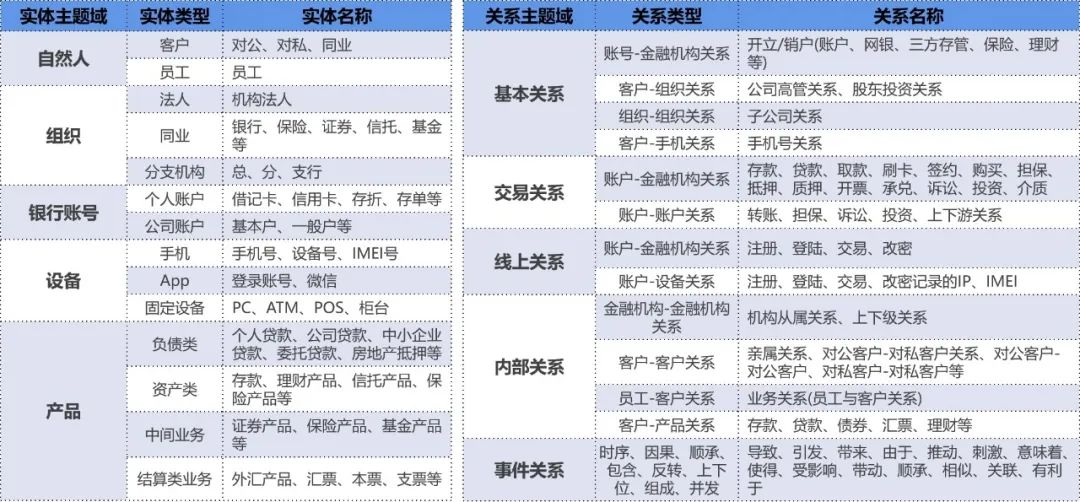 实体主题域 实体类型 实体名称
自然人 客户 对公、对私、同业
员工 员工
组织 法人 机构法人
同业 银行、保险、证券、信托、基金
等
分支机构 总、分、支行
银行账号 个人账户 借记卡、信用卡、存折、存单等
公司账户 基本户、一般户等
设备 手机 手机号、设备号、IMEI号
App 登录账号、微信
固定设备 PC、ATM、POS、柜台
产品 负债类 个人贷款、公司贷款、中小企业
贷款、委托贷款、房地产抵押等
资产类 存款、理财产品、信托产品、保
险产品等
中间业务 证券产品、保险产品、基金产品
等
结算类业务 外汇产品、汇票、本票、支票等
关系主题域 关系类型 关系名称
基本关系 账号-金融机构关系 开立/销户(账户、网银、三方存管、保险、理财
等)
客户-组织关系 公司高管关系、股东投资关系
组织-组织关系 子公司关系
客户-手机关系 手机号关系
交易关系 账户-金融机构关系 存款、贷款、取款、刷卡、签约、购买、担保、
抵押、质押、开票、承兑、诉讼、投资、介质
账户-账户关系 转账、担保、诉讼、投资、上下游关系
线上关系 账户-金融机构关系 注册、登陆、交易、改密
账户-设备关系 注册、登陆、交易、改密记录的IP、IMEI
内部关系 金融机构-金融机构
关系 机构从属关系、上下级关系
客户-客户关系 亲属关系、对公客户-对私客户关系、对公客户-
对公客户、对私客户-对私客户等
员工-客户关系 业务关系(员工与客户关系)
客户-产品关系 存款、贷款、债券、汇票、理财等
事件关系 时序、因果、顺承、
包含、反转、上下
位、组成、并发 导致、引发、带来、由于、推动、刺激、意味着、
使得、受影响、带动、顺承、相似、关联、有利
于